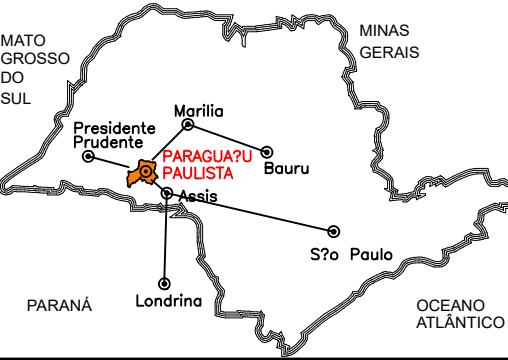 MATO
GROSSO
DO
SUL
MINAS
GERAIS
Marilia
Presidente
Prudente
PARAGUA?U
PAULISTA
Bauru
Assis
S?o Paulo
Londrina
PARANÁ
OCEANO
ATLÂNTICO